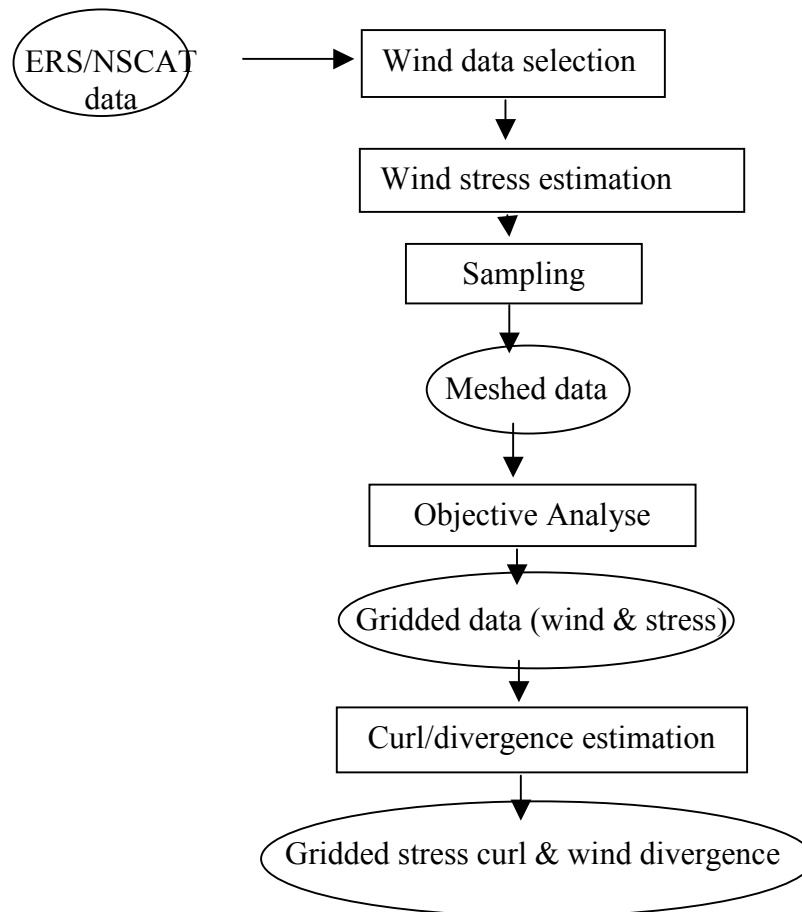 ERS/NSCAT
data
Wind data selection
Wind stress estimation
Sampling
Meshed data
Objective Analyse
Gridded data (wind & stress)
Curl/divergence estimation
Gridded stress curl & wind divergence